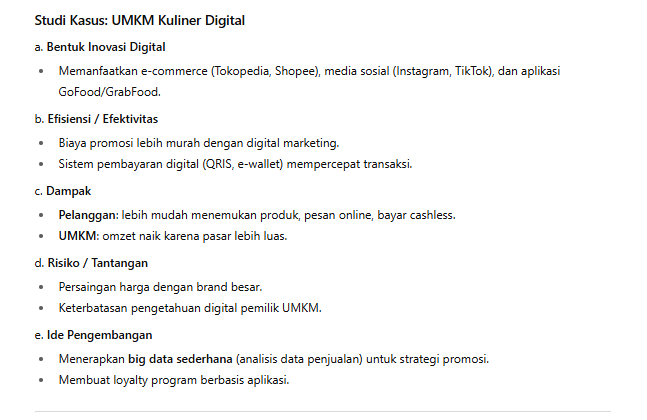 Studi Kasus: UMKM Kuliner Digital
a. Bentuk Inovasi Digital
• Memanfaatkan e-commerce (Tokopedia, Shopee), media sosial (Instagram, TikTok), dan aplikasi
GoFood/GrabFood.
b. Efisiensi / Efektivitas
• Biaya promosi lebih murah dengan digital marketing.
• Sistem pembayaran digital (QRIS, e-wallet) mempercepat transaksi.
c. Dampak
• Pelanggan: lebih mudah menemukan produk, pesan online, bayar cashless.
• UMKM: omzet naik karena pasar lebih luas.
d. Risiko / Tantangan
• Persaingan harga dengan brand besar.
• Keterbatasan pengetahuan digital pemilik UMKM.
e. Ide Pengembangan
• Menerapkan big data sederhana (analisis data penjualan) untuk strategi promosi.
• Membuat loyalty program berbasis aplikasi.